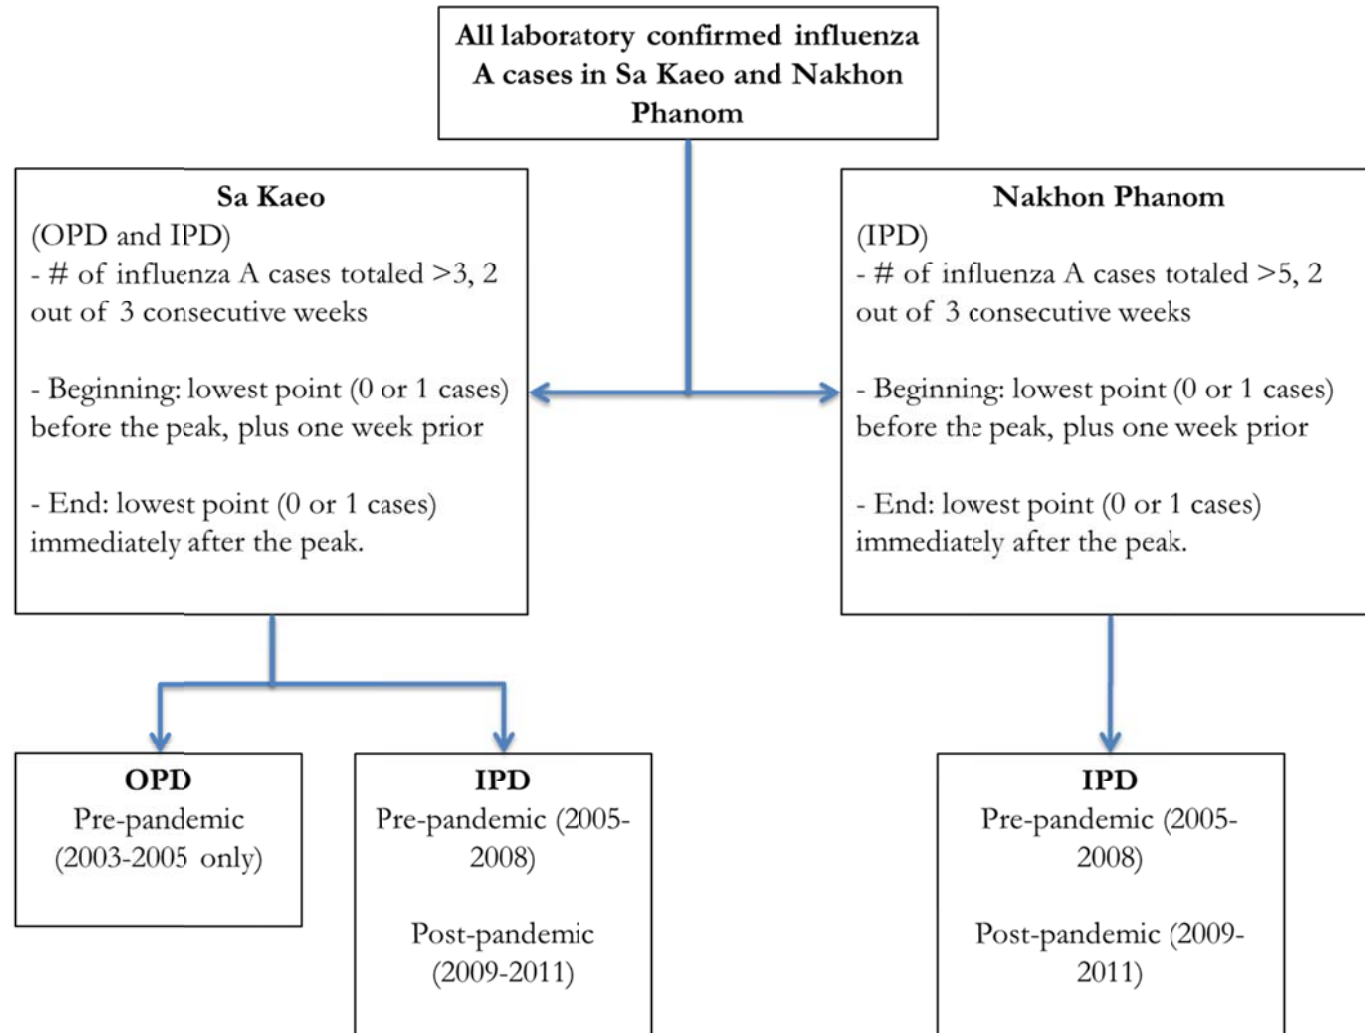 All laboratory confirmed influenza
A cases in Sa Kaeo and Nakhon
Phanom
Sa Kaeo
(OPD and IPD)
- # of influenza A cases totaled >3, 2
out of 3 consecutive weeks
- Beginning: lowest point (0 or 1 cases)
before the peak, plus one week prior
- End: lowest point (0 or 1 cases)
immediately after the peak.
Nakhon Phanom
(IPD)
- # of influenza A cases totaled >5, 2
out of 3 consecutive weeks
- Beginning: lowest point (0 or 1 cases)
before the peak, plus one week prior
- End: lowest point (0 or 1 cases)
immediately after the peak.
OPD
Pre-pandemic
(2003-2005 only)
IPD
Pre-pandemic (2005-
2008)
Post-pandemic
(2009-2011)
IPD
Pre-pandemic (2005-
2008)
Post-pandemic (2009-
2011)